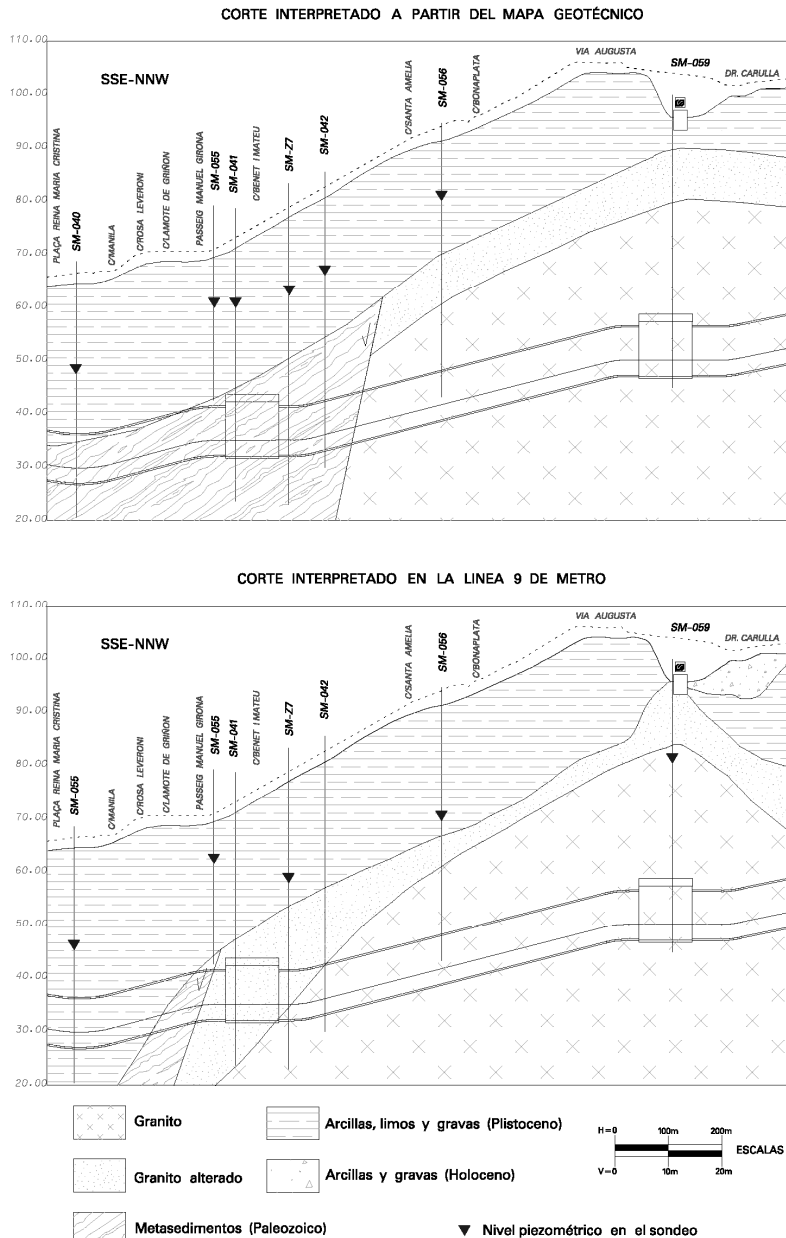 CORTE INTERPRETADO A PARTIR DEL MAPA GEOTÉCNICO
110.00
100.00
90.00
80.00
70.00
60.00
50.00
40.00
30.00
20.00
SSE-NNW
PLAÇA REINA MARIA CRISTINA
SM-040
C/MANILA
C/ROSA LEVERONI
C/LAMOTE DE GRIÑON
PASSEIG MANUEL GIRONA
SM-055
SM-041
C/BENET I MATEU
SM-Z7
SM-042
C/SANTA AMELIA
SM-056
C/BONAPLATA
VIA AUGUSTA
SM-059
DR. CARULLA
CORTE INTERPRETADO EN LA LINEA 9 DE METRO
110.00
100.00
90.00
80.00
70.00
60.00
50.00
40.00
30.00
20.00
SSE-NNW
PLAÇA REINA MARIA CRISTINA
SM-055
C/MANILA
C/ROSA LEVERONI
C/LAMOTE DE GRIÑON
PASSEIG MANUEL GIRONA
SM-055
SM-041
C/BENET I MATEU
SM-Z7
SM-042
C/SANTA AMELIA
SM-056
C/BONAPLATA
VIA AUGUSTA
SM-059
DR. CARULLA
Granito
Arcillas, limos y gravas (Plistoceno)
Granito alterado
Arcillas y gravas (Holoceno)
Metasedimentos (Paleozoico)
Nivel piezométrico en el sondeo
H=0 100m 200m
ESCALAS
V=0 10m 20m